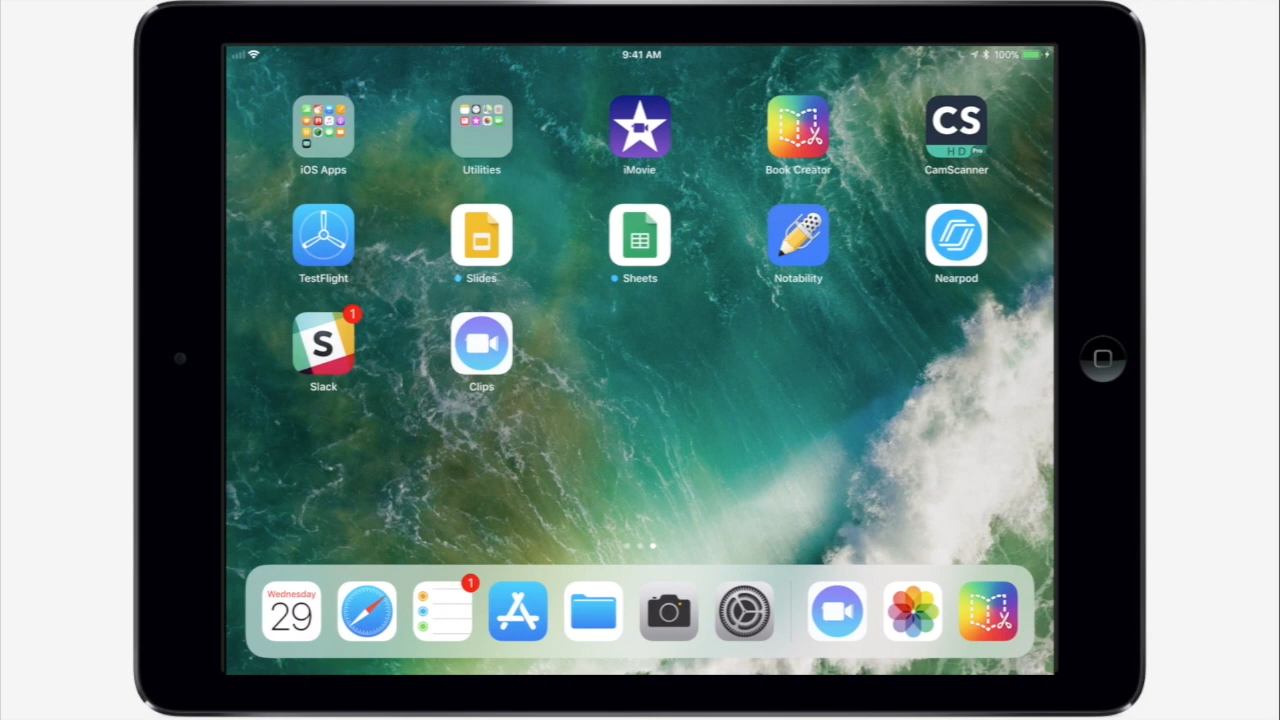 9:41 AM
100%
iOS Apps
Utilities
iMovie
Book Creator
CS
HD Pro
CamScanner
TestFlight
Slides
Sheets
Notability
Nearpod
1
S
Slack
Clips
Wednesday
29
1